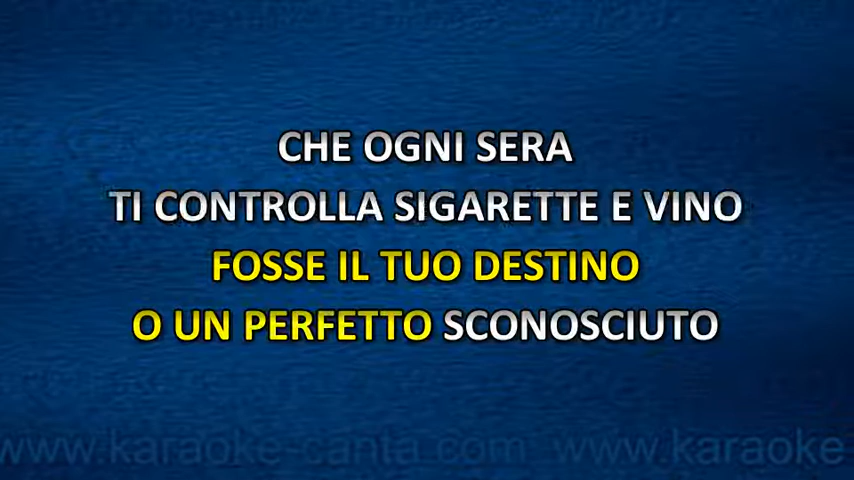 CHE OGNI SERA
TI CONTROLLA SIGARETTE E VINO
FOSSE IL TUO DESTINO
O UN PERFETTO SCONOSCIUTO
www.karaoke-canta.com www.karaoke